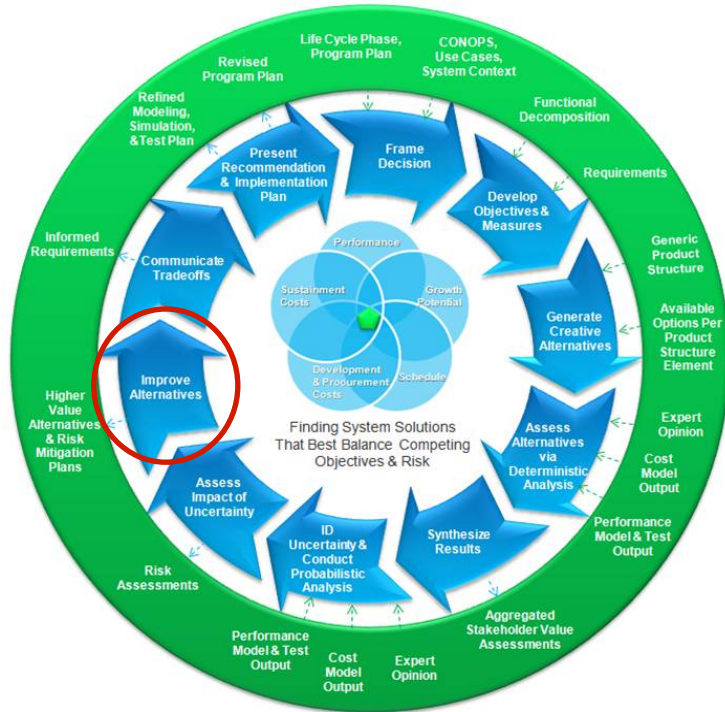 Life Cycle Phase,
Program Plan
CONOPS,
Use Cases,
System Context
Functional
Decomposition
Requirements
Generic
Product
Structure
Available
Options Per
Product
Structure
Element
Expert
Opinion
Cost
Model
Output
Performance
Model & Test
Output
Aggregated
Stakeholder Value
Assessments
Expert
Opinion
Cost
Model
Output
Performance
Model & Test
Output
Risk
Assessments
Higher
Value
Alternatives
& Risk
Mitigation
Plans
Informed
Requirements
Refined
Modeling,
Simulation,
&Test Plan
Revised
Program Plan
Frame
Decision
Develop
Objectives &
Measures
Generate
Creative
Alternatives
Assess
Alternatives via
Deterministic
Analysis
Synthesize
Results
ID
Uncertainty &
Conduct
Probabilistic
Analysis
Assess
Impact of
Uncertainty
Improve
Alternatives
Communicate
Tradeoffs
Present
Recommendation
& Implementation
Plan
Performance
Growth
Potential
Schedule
Development
& Procurement
Costs
Sustainment
Costs
Finding System Solutions
That Best Balance Competing
Objectives & Risk